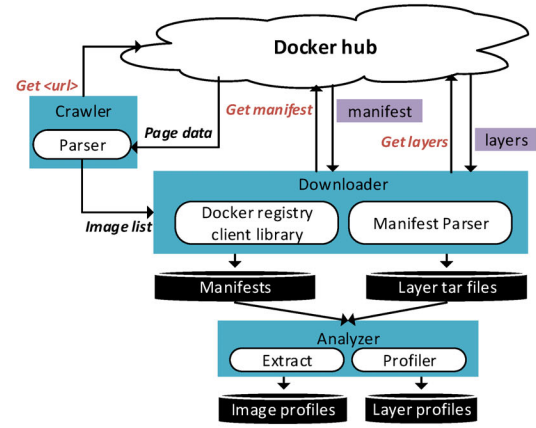 Docker hub
Get <url>
Crawler
Parser
Page data
Get manifest
manifest
Get layers
layers
Image list
Downloader
Docker registry
client library
Manifest Parser
Manifests
Layer tar files
Analyzer
Extract
Profiler
Image profiles
Layer profiles